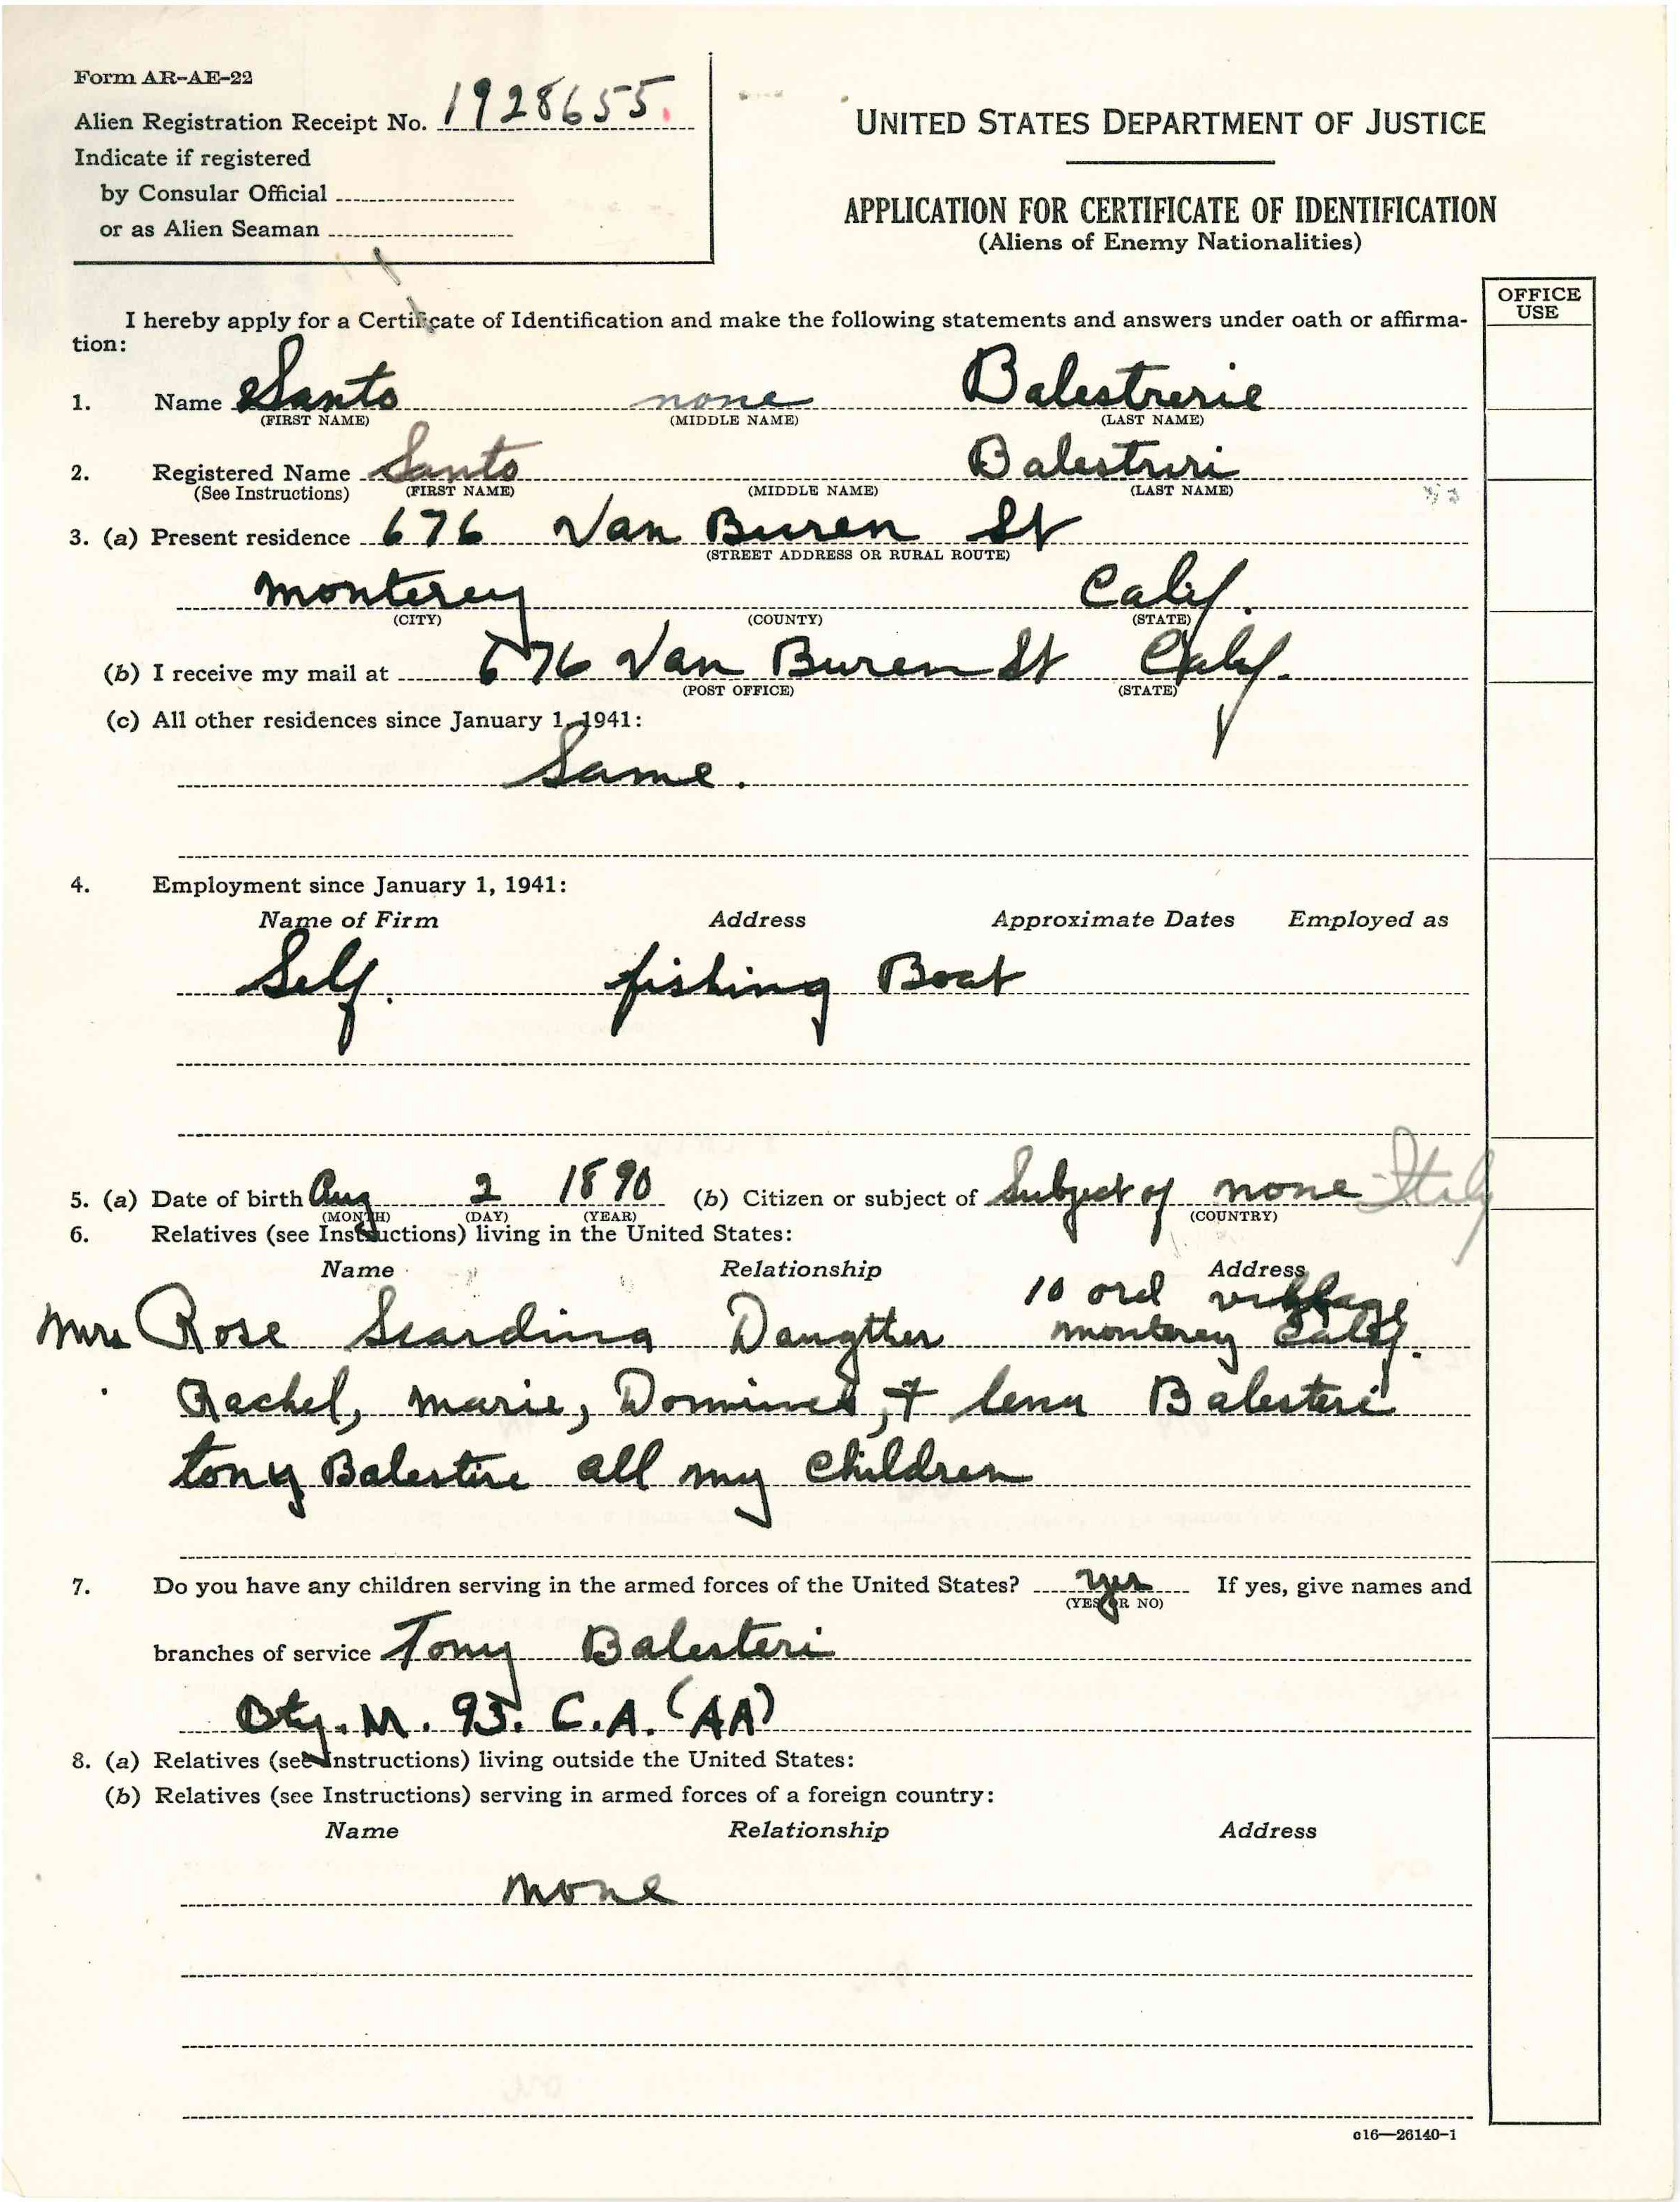 Form AR-AE-22
Alien Registration Receipt No. 1928655
Indicate if registered
by Consular Official
or as Alien Seaman
UNITED STATES DEPARTMENT OF JUSTICE
APPLICATION FOR CERTIFICATE OF IDENTIFICATION
(Aliens of Enemy Nationalities)
OFFICE
USE
I hereby apply for a Certificate of Identification and make the following statements and answers under oath or affirma-
tion:
1. Name Santo none Balestrerie
(FIRST NAME) (MIDDLE NAME) (LAST NAME)
2. Registered Name Santo Balestreri
(See Instructions) (FIRST NAME) (MIDDLE NAME) (LAST NAME)
3. (a) Present residence 676 Van Buren St
(STREET ADDRESS OR RURAL ROUTE)
Monterey Calif.
(CITY) (COUNTY) (STATE)
(b) I receive my mail at 676 Van Buren St Calif.
(POST OFFICE) (STATE)
(c) All other residences since January 1, 1941:
Same.
4. Employment since January 1, 1941:
Name of Firm Address Approximate Dates Employed as
Self. fishing Boat
5. (a) Date of birth Aug 2 1890 (b) Citizen or subject of Subject of none - Italy
(MONTH) (DAY) (YEAR) (COUNTRY)
6. Relatives (see Instructions) living in the United States:
Name Relationship Address
10 ord village
Mrs Rose Scardina Daugther monterey Calif.
Rachel, Marie, & lena Balesteri
tony Balestire all my children
7. Do you have any children serving in the armed forces of the United States? yes If yes, give names and
(YES OR NO)
branches of service Tony Balesteri
Bty. M. 93. C.A. (AA)
8. (a) Relatives (see Instructions) living outside the United States:
(b) Relatives (see Instructions) serving in armed forces of a foreign country:
Name Relationship Address
none
c16—26140-1